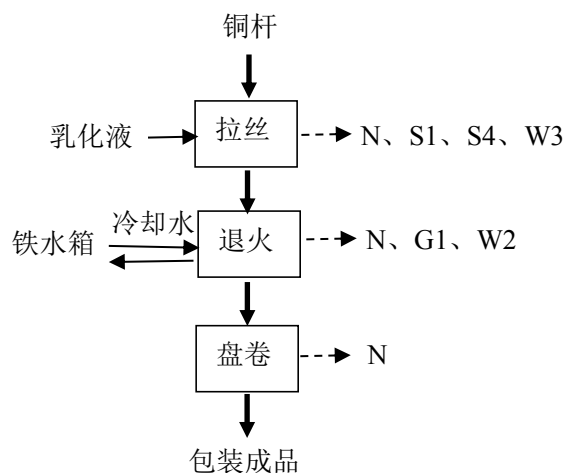 铜杆
乳化液
拉丝
N、S1、S4、W3
冷却水
铁水箱
退火
N、G1、W2
盘卷
N
包装成品